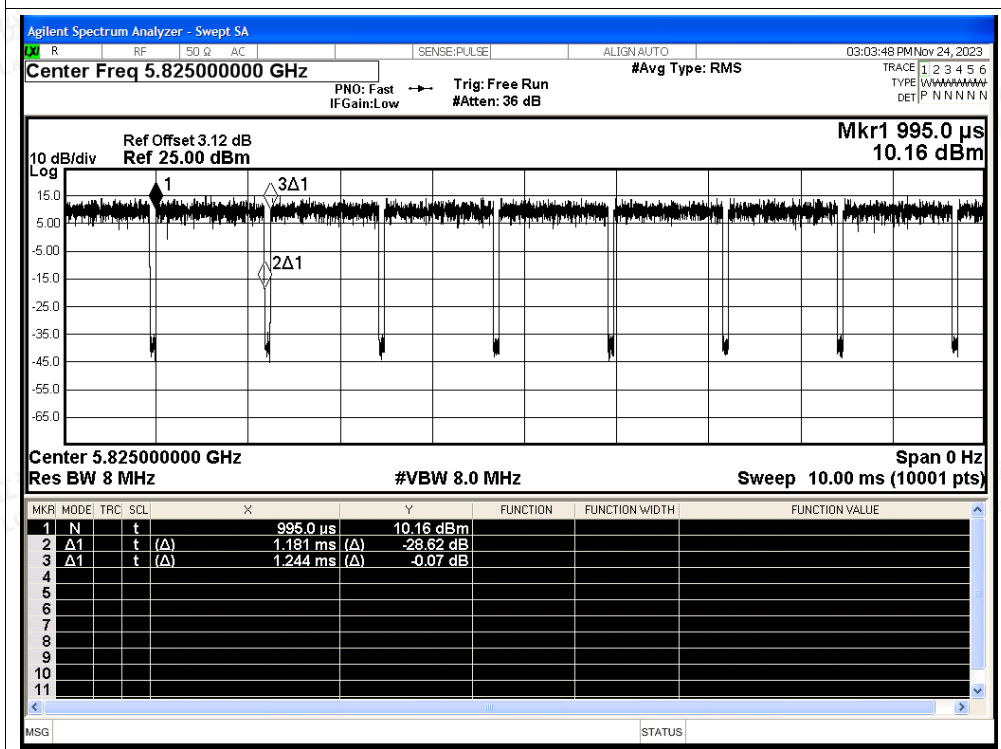 Agilent Spectrum Analyzer - Swept SA
LXI R RF 50 Ω AC SENSE:PULSE ALIGN AUTO 03:03:48 PM Nov 24, 2023
Center Freq 5.825000000 GHz #Avg Type: RMS TRACE 1 2 3 4 5 6
PNO: Fast Trig: Free Run TYPE WWWWWW
IFGain:Low #Atten: 36 dB DET P N N N N N
Mkr1 995.0 µs
Ref Offset 3.12 dB
10 dB/div Ref 25.00 dBm 10.16 dBm
Log
1 3Δ1
15.0
5.00
-5.00
2Δ1
-15.0
-25.0
-35.0
-45.0
-55.0
-65.0
Center 5.825000000 GHz Span 0 Hz
Res BW 8 MHz #VBW 8.0 MHz Sweep 10.00 ms (10001 pts)
MKR MODE TRC SCL X Y FUNCTION FUNCTION WIDTH FUNCTION VALUE
1 N t 995.0 µs 10.16 dBm
2 Δ1 t (Δ) 1.181 ms (Δ) -28.62 dB
3 Δ1 t (Δ) 1.244 ms (Δ) -0.07 dB
4
5
6
7
8
9
10
11
MSG STATUS